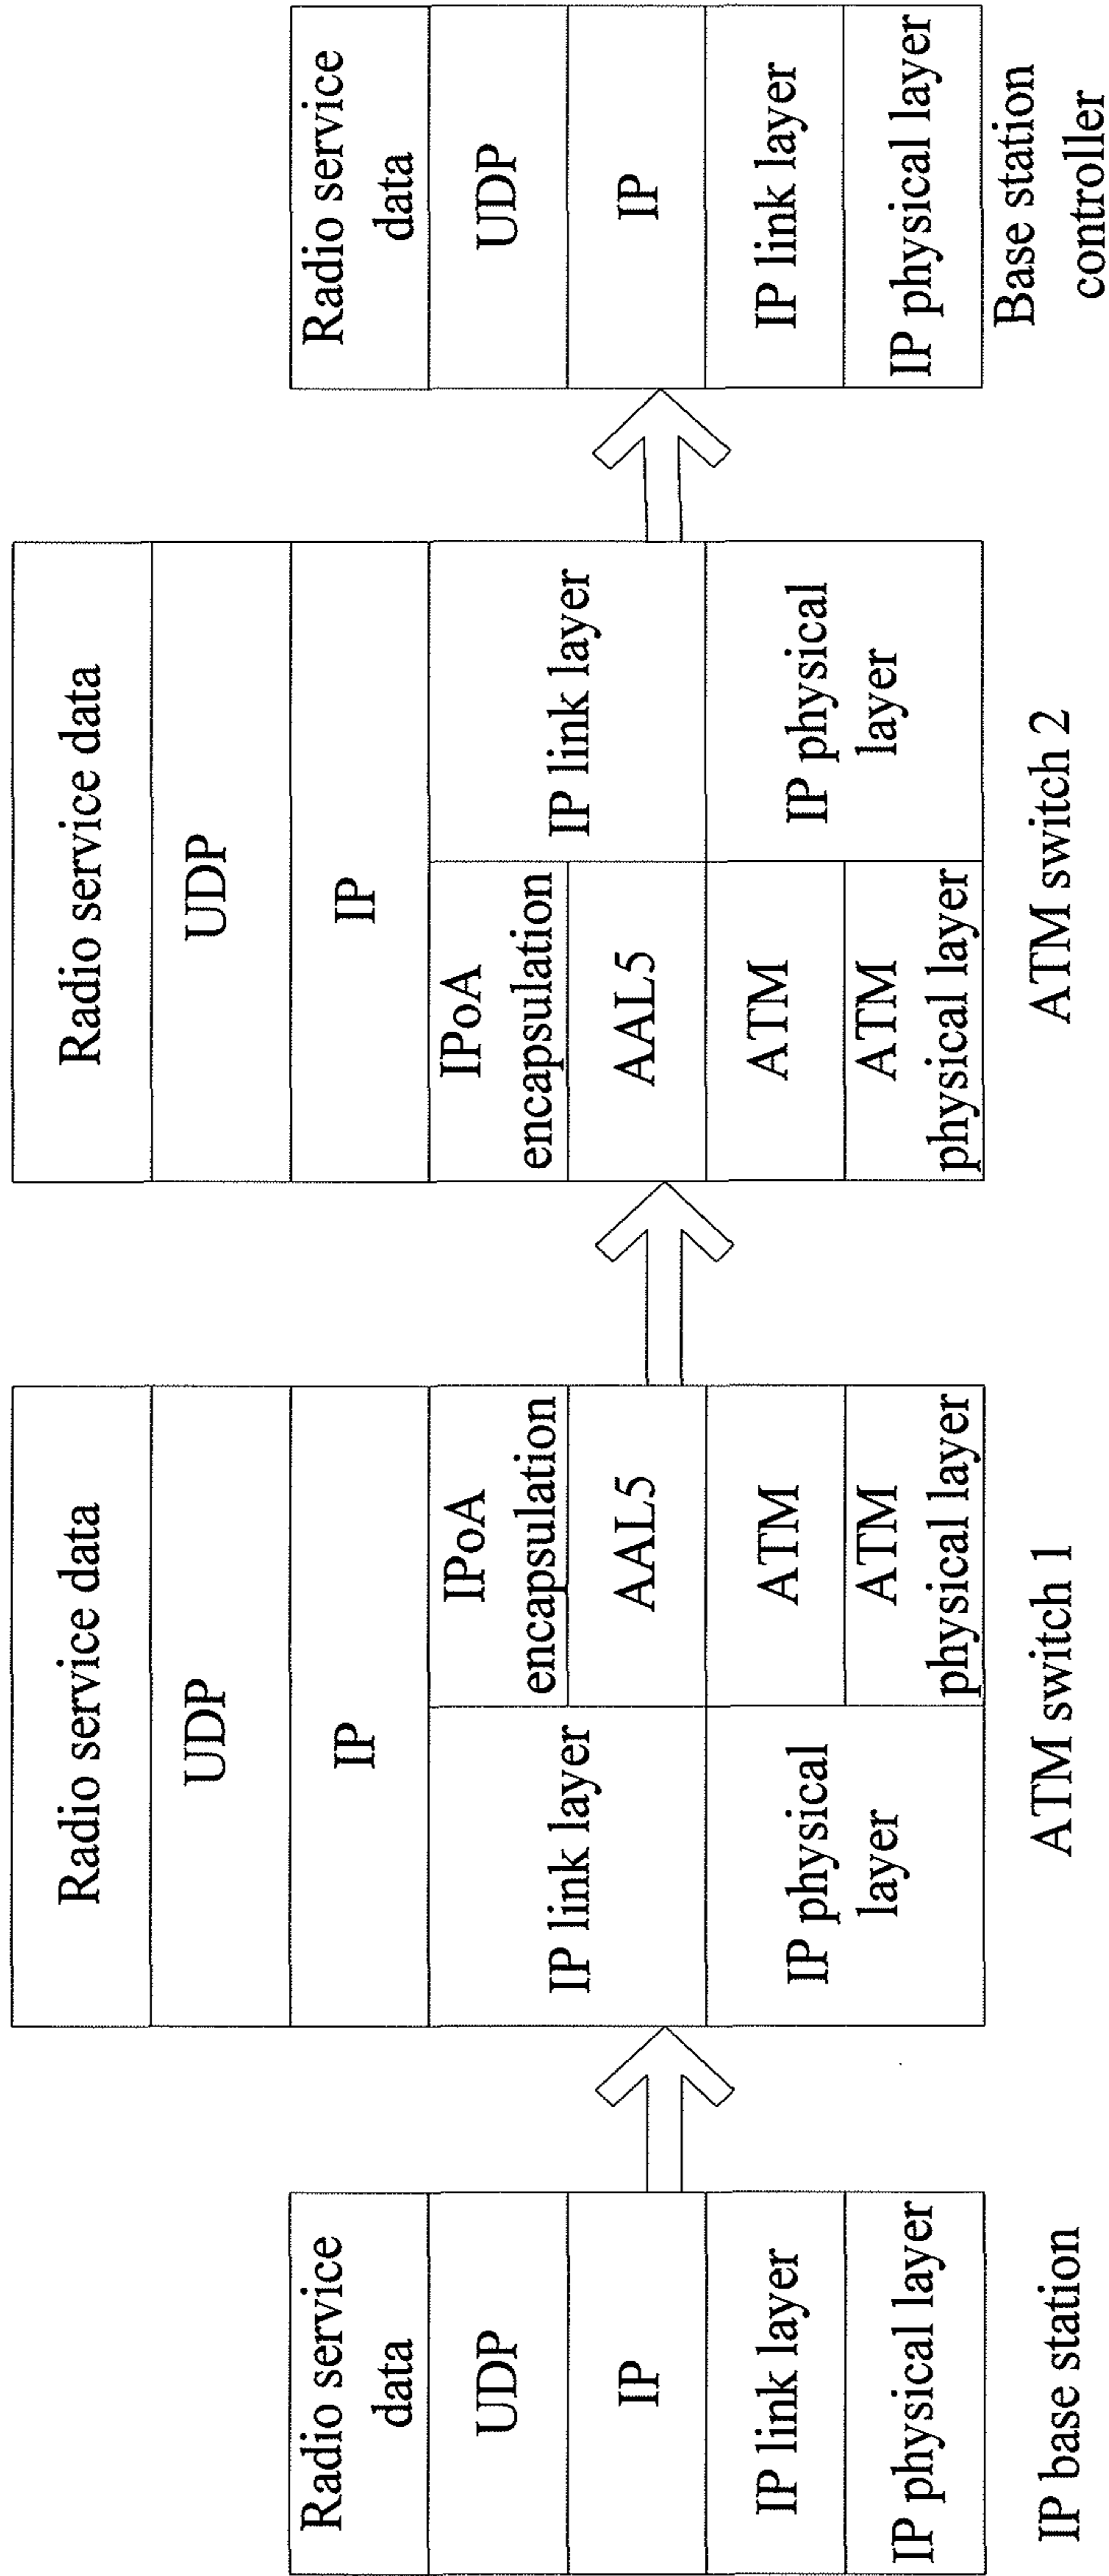 Radio service
data
UDP
IP
IP link layer
IP physical layer
IP base station
Radio service data
UDP
IP
IP link layer
IP physical
layer
IPoA
encapsulation
AAL5
ATM
ATM
physical layer
ATM switch 1
Radio service data
UDP
IP
IPoA
encapsulation
AAL5
ATM
ATM
physical layer
IP link layer
IP physical
layer
ATM switch 2
Radio service
data
UDP
IP
IP link layer
IP physical layer
Base station
controller